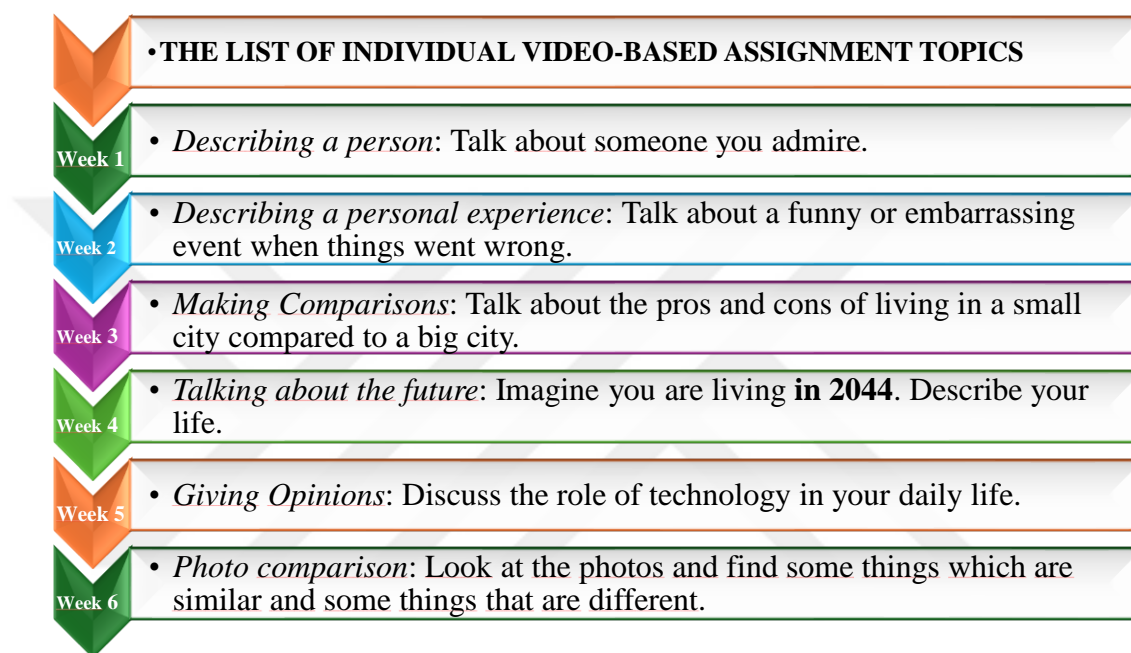 •THE LIST OF INDIVIDUAL VIDEO-BASED ASSIGNMENT TOPICS
Week 1
• Describing a person: Talk about someone you admire.
Week 2
• Describing a personal experience: Talk about a funny or embarrassing
event when things went wrong.
Week 3
• Making Comparisons: Talk about the pros and cons of living in a small
city compared to a big city.
Week 4
• Talking about the future: Imagine you are living in 2044. Describe your
life.
Week 5
• Giving Opinions: Discuss the role of technology in your daily life.
Week 6
• Photo comparison: Look at the photos and find some things which are
similar and some things that are different.